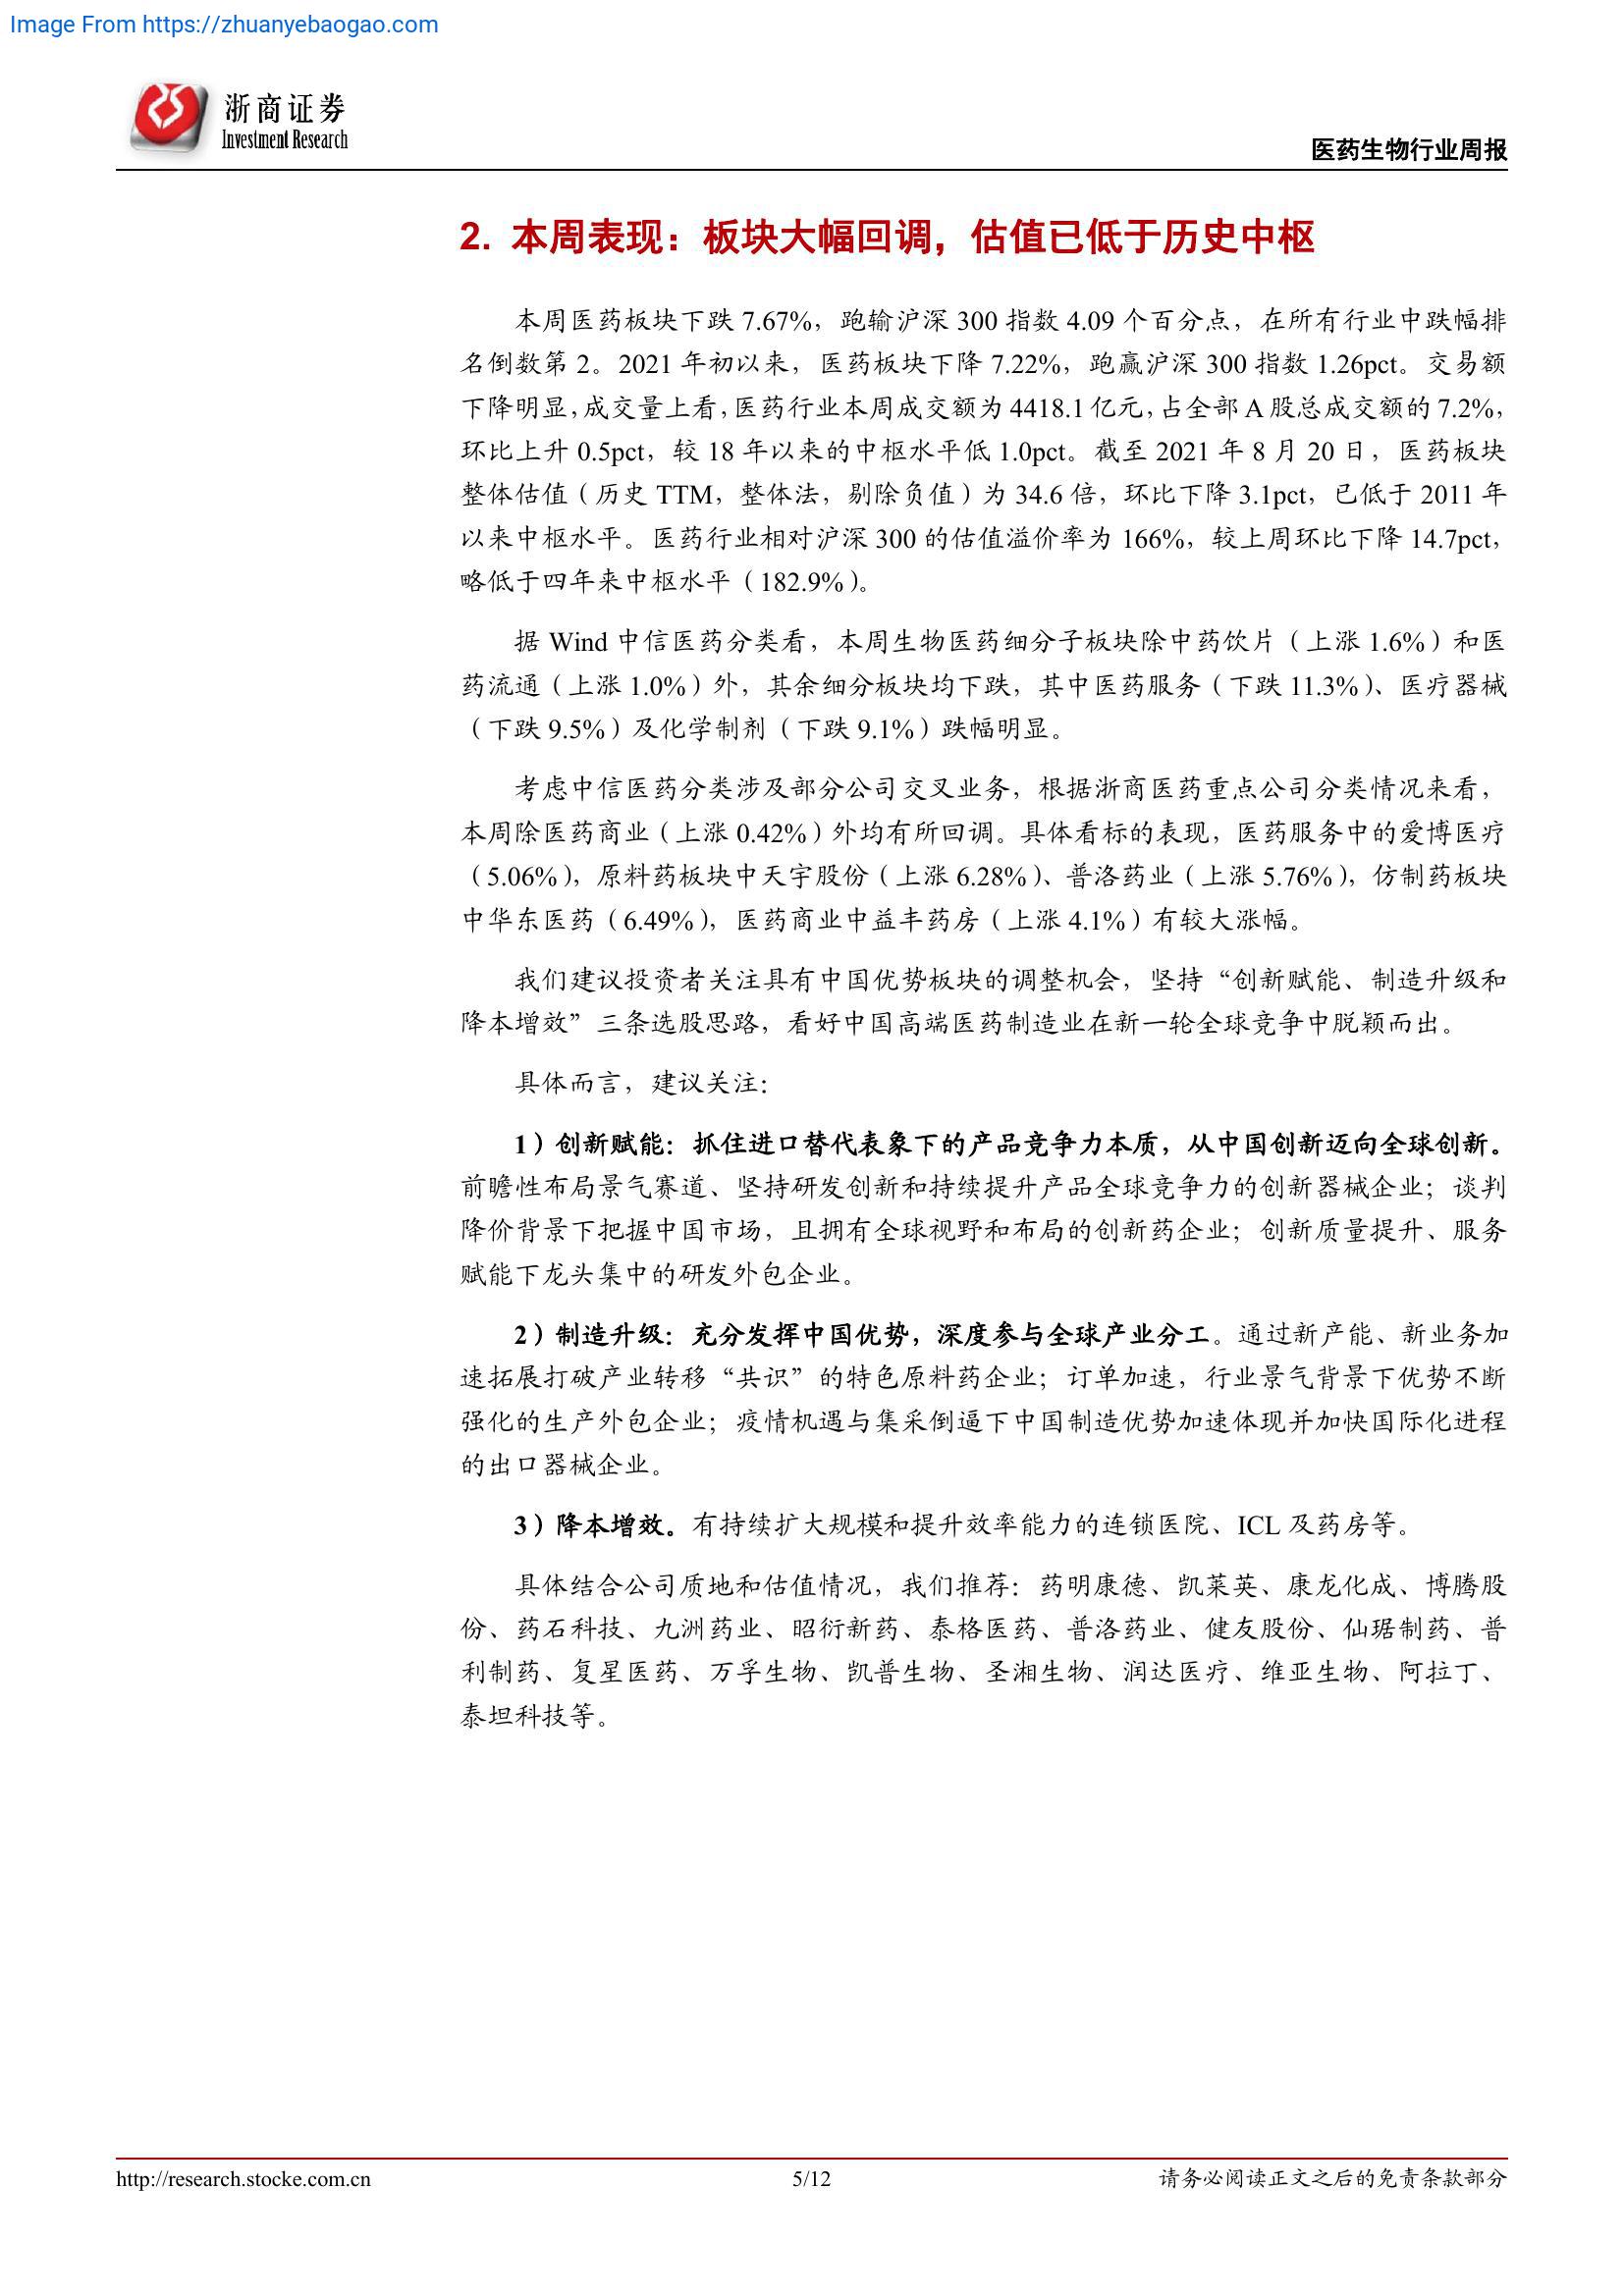 Image From https://zhuanyebaogao.com
浙商证券
Investment Research
医药生物行业周报
2. 本周表现：板块大幅回调，估值已低于历史中枢
本周医药板块下跌 7.67%，跑输沪深 300 指数 4.09 个百分点，在所有行业中跌幅排
名倒数第 2。2021 年初以来，医药板块下降 7.22%，跑赢沪深 300 指数 1.26pct。交易额
下降明显，成交量上看，医药行业本周成交额为 4418.1 亿元，占全部 A 股总成交额的 7.2%，
环比上升 0.5pct，较 18 年以来的中枢水平低 1.0pct。截至 2021 年 8 月 20 日，医药板块
整体估值（历史 TTM，整体法，剔除负值）为 34.6 倍，环比下降 3.1pct，已低于 2011 年
以来中枢水平。医药行业相对沪深 300 的估值溢价率为 166%，较上周环比下降 14.7pct，
略低于四年来中枢水平（182.9%）。
据 Wind 中信医药分类看，本周生物医药细分子板块除中药饮片（上涨 1.6%）和医
药流通（上涨 1.0%）外，其余细分板块均下跌，其中医药服务（下跌 11.3%）、医疗器械
（下跌 9.5%）及化学制剂（下跌 9.1%）跌幅明显。
考虑中信医药分类涉及部分公司交叉业务，根据浙商医药重点公司分类情况来看，
本周除医药商业（上涨 0.42%）外均有所回调。具体看标的表现，医药服务中的爱博医疗
（5.06%），原料药板块中天宇股份（上涨 6.28%）、普洛药业（上涨 5.76%），仿制药板块
中华东医药（6.49%），医药商业中益丰药房（上涨 4.1%）有较大涨幅。
我们建议投资者关注具有中国优势板块的调整机会，坚持“创新赋能、制造升级和
降本增效”三条选股思路，看好中国高端医药制造业在新一轮全球竞争中脱颖而出。
具体而言，建议关注：
1）创新赋能：抓住进口替代表象下的产品竞争力本质，从中国创新迈向全球创新。
前瞻性布局景气赛道、坚持研发创新和持续提升产品全球竞争力的创新器械企业；谈判
降价背景下把握中国市场，且拥有全球视野和布局的创新药企业；创新质量提升、服务
赋能下龙头集中的研发外包企业。
2）制造升级：充分发挥中国优势，深度参与全球产业分工。通过新产能、新业务加
速拓展打破产业转移“共识”的特色原料药企业；订单加速，行业景气背景下优势不断
强化的生产外包企业；疫情机遇与集采倒逼下中国制造优势加速体现并加快国际化进程
的出口器械企业。
3）降本增效。有持续扩大规模和提升效率能力的连锁医院、ICL 及药房等。
具体结合公司质地和估值情况，我们推荐：药明康德、凯莱英、康龙化成、博腾股
份、药石科技、九洲药业、昭衍新药、泰格医药、普洛药业、健友股份、仙琚制药、普
利制药、复星医药、万孚生物、凯普生物、圣湘生物、润达医疗、维亚生物、阿拉丁、
泰坦科技等。
http://research.stocke.com.cn
5/12
请务必阅读正文之后的免责条款部分